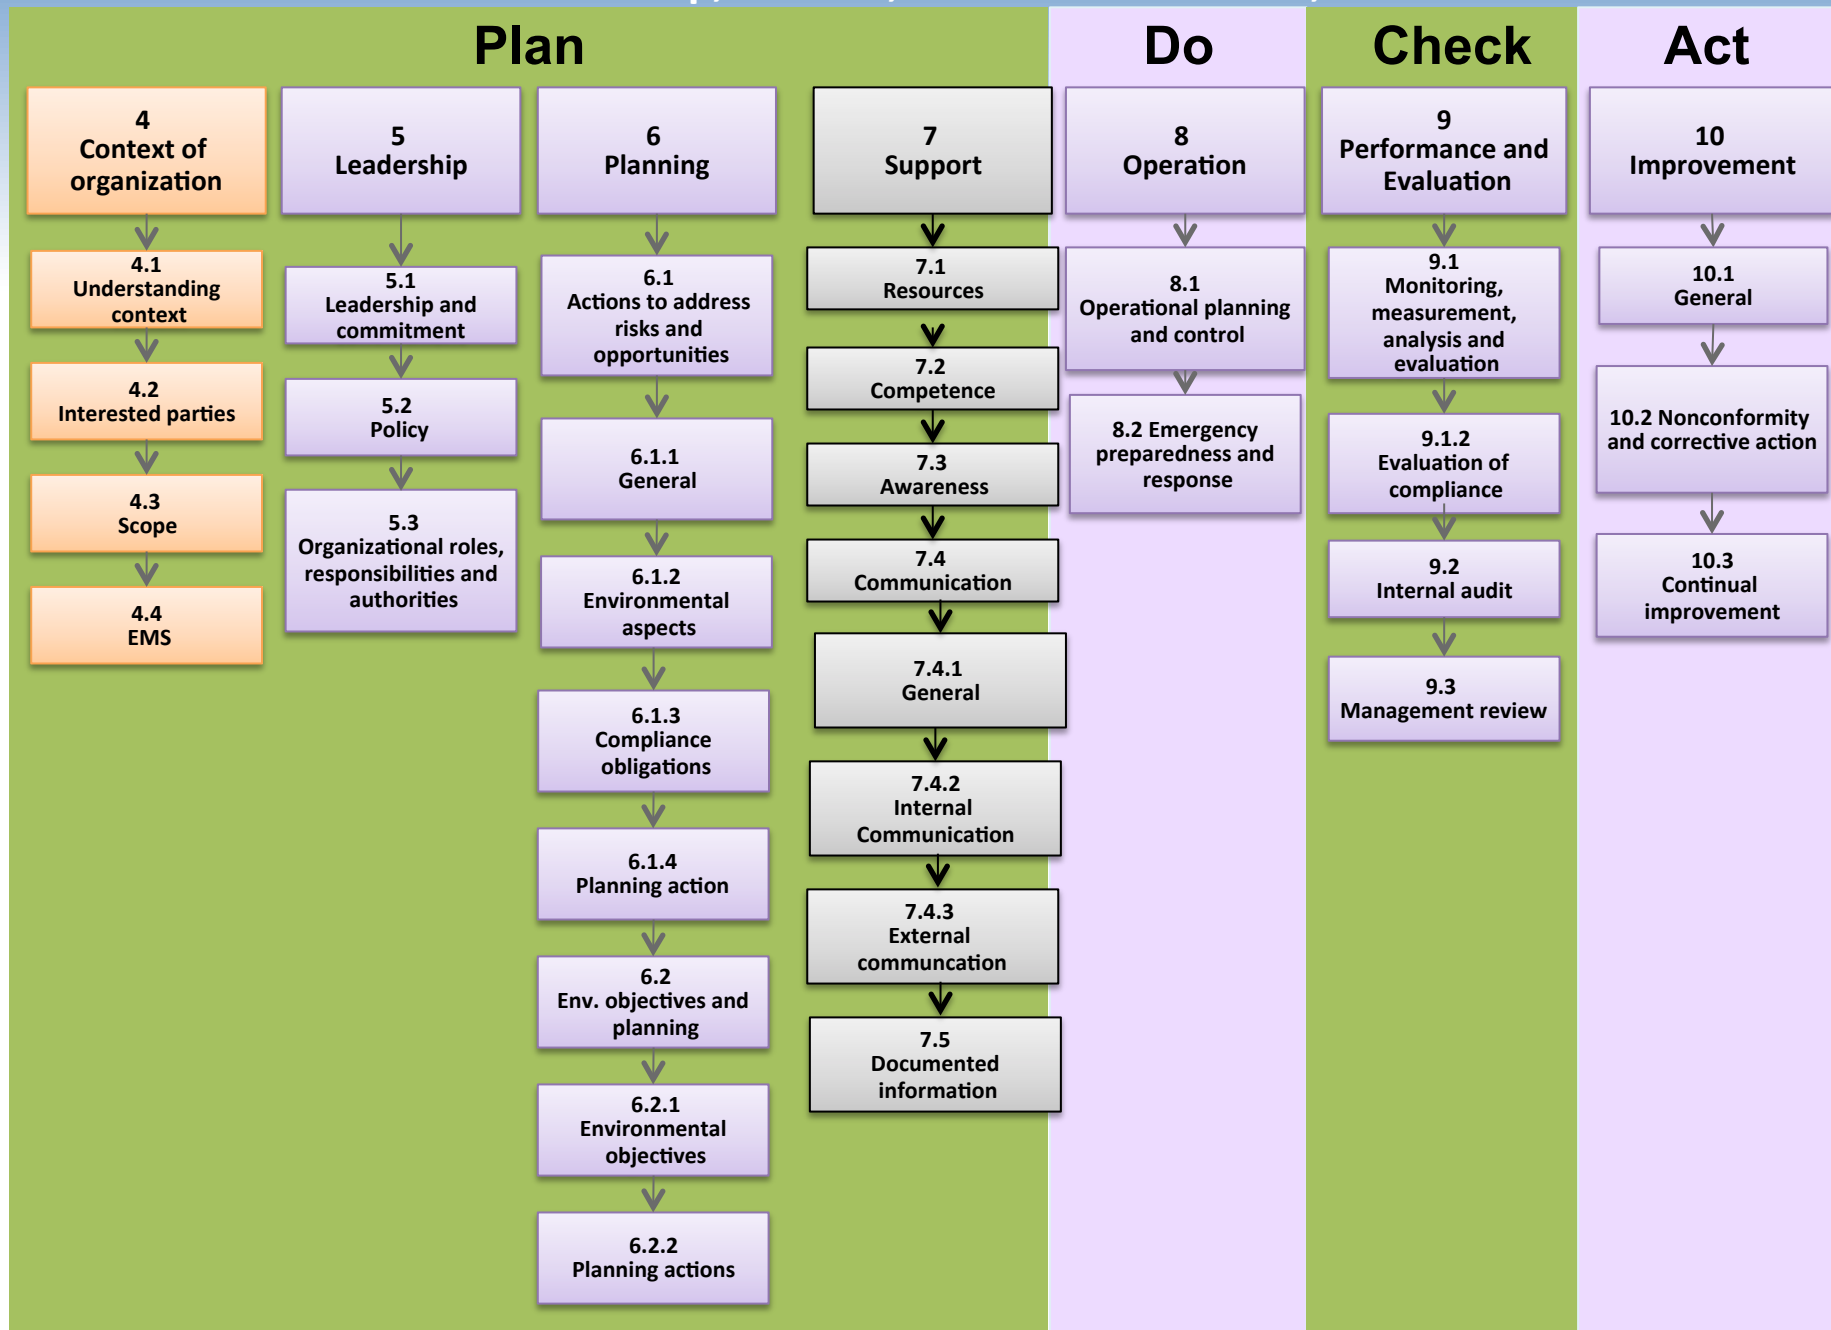 Plan
Do
Check
Act
4
Context of
organization
4.1
Understanding
context
4.2
Interested parties
4.3
Scope
4.4
EMS
5
Leadership
5.1
Leadership and
commitment
5.2
Policy
5.3
Organizational roles,
responsibilities and
authorities
6
Planning
6.1
Actions to address
risks and
opportunities
6.1.1
General
6.1.2
Environmental
aspects
6.1.3
Compliance
obligations
6.1.4
Planning action
6.2
Env. objectives and
planning
6.2.1
Environmental
objectives
6.2.2
Planning actions
7
Support
7.1
Resources
7.2
Competence
7.3
Awareness
7.4
Communication
7.4.1
General
7.4.2
Internal
Communication
7.4.3
External
communcation
7.5
Documented
information
8
Operation
8.1
Operational planning
and control
8.2 Emergency
preparedness and
response
9
Performance and
Evaluation
9.1
Monitoring,
measurement,
analysis and
evaluation
9.1.2
Evaluation of
compliance
9.2
Internal audit
9.3
Management review
10
Improvement
10.1
General
10.2 Nonconformity
and corrective action
10.3
Continual
improvement